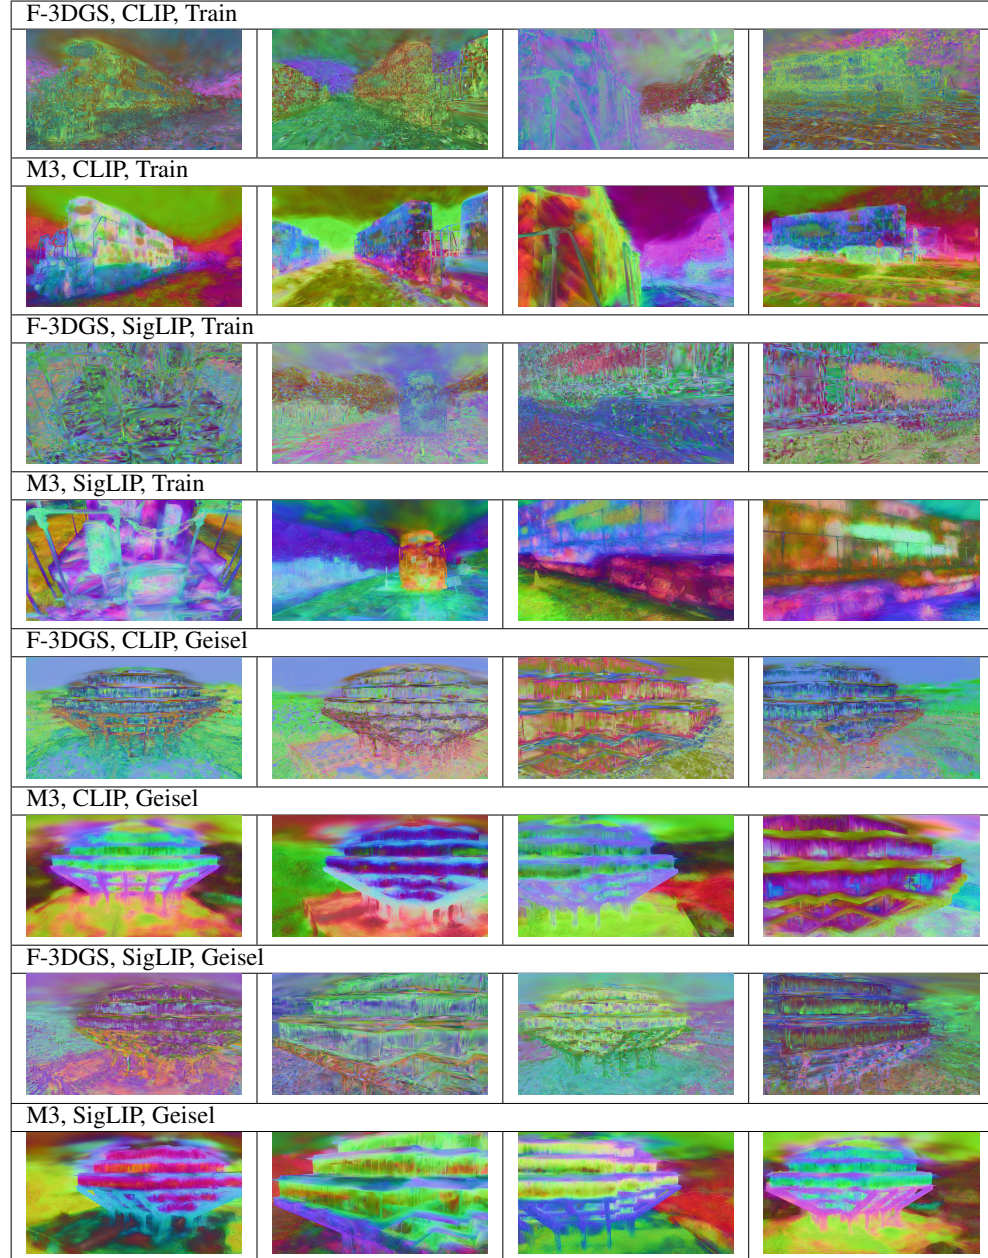 F-3DGS, CLIP, Train
M3, CLIP, Train
F-3DGS, SigLIP, Train
M3, SigLIP, Train
F-3DGS, CLIP, Geisel
M3, CLIP, Geisel
F-3DGS, SigLIP, Geisel
M3, SigLIP, Geisel